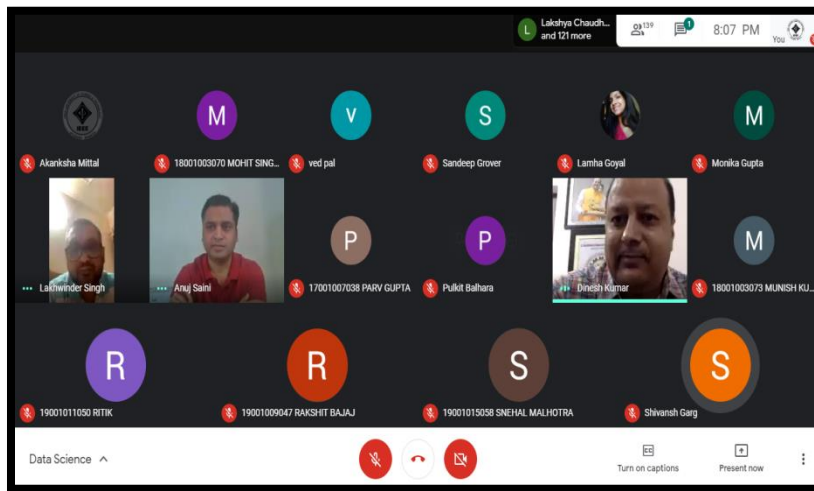 L
Lakshya Chaudh...
and 121 more
139
1
8:07 PM
You
M
V
S
M
Akanksha Mittal
18001003070 MOHIT SING...
ved pal
Sandeep Grover
Lamha Goyal
Monika Gupta
P
P
M
Lakhwinder Singh
Anuj Saini
17001007038 PARV GUPTA
Pulkit Balhara
Dinesh Kumar
18001003073 MUNISH KU...
R
R
S
S
19001011050 RITIK
19001009047 RAKSHIT BAJAJ
19001015058 SNEHAL MALHOTRA
Shivansh Garg
Data Science
Turn on captions
Present now